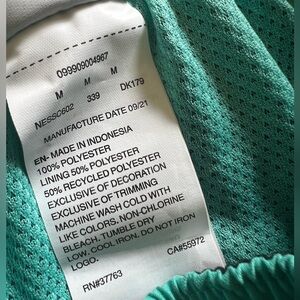 099909004967
M M M
NESSC602 339 DK179
MANUFACTURE DATE 09/21
EN- MADE IN INDONESIA
100% POLYESTER
LINING 50% POLYESTER
50% RECYCLED POLYESTER
EXCLUSIVE OF DECORATION
EXCLUSIVE OF TRIMMING
MACHINE WASH COLD WITH
LIKE COLORS. NON-CHLORINE
BLEACH. TUMBLE DRY
LOW. COOL IRON. DO NOT IRON
LOGO.
RN#37763 CA#55972